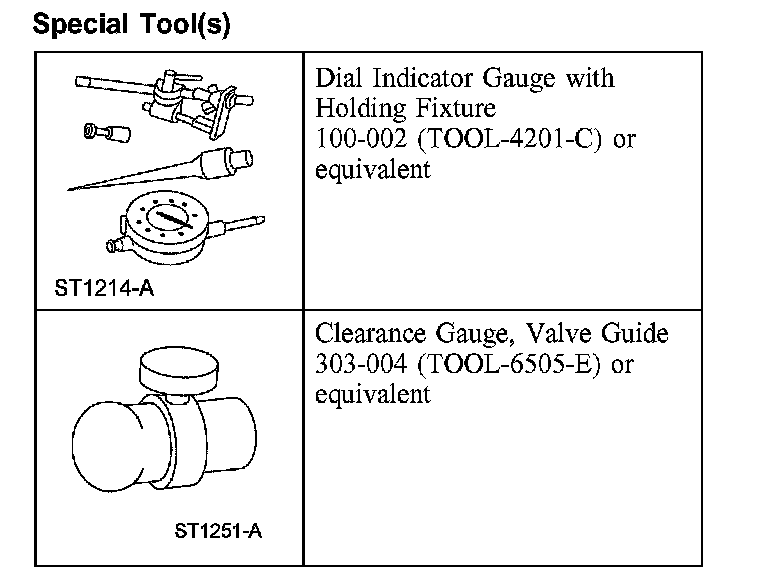 Special Tool(s)
Dial Indicator Gauge with
Holding Fixture
100-002 (TOOL-4201-C) or
equivalent
ST1214-A
Clearance Gauge, Valve Guide
303-004 (TOOL-6505-E) or
equivalent
ST1251-A